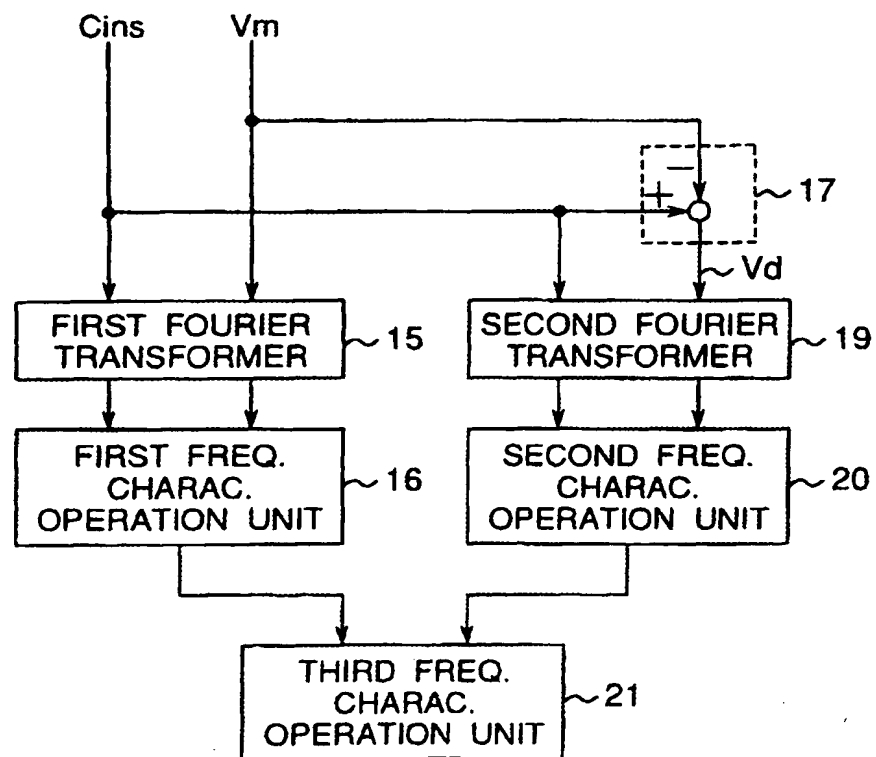 Cins Vm
− +
17
Vd
FIRST FOURIER
TRANSFORMER
15
SECOND FOURIER
TRANSFORMER
19
FIRST FREQ.
CHARAC.
OPERATION UNIT
16
SECOND FREQ.
CHARAC.
OPERATION UNIT
20
THIRD FREQ.
CHARAC.
OPERATION UNIT
21